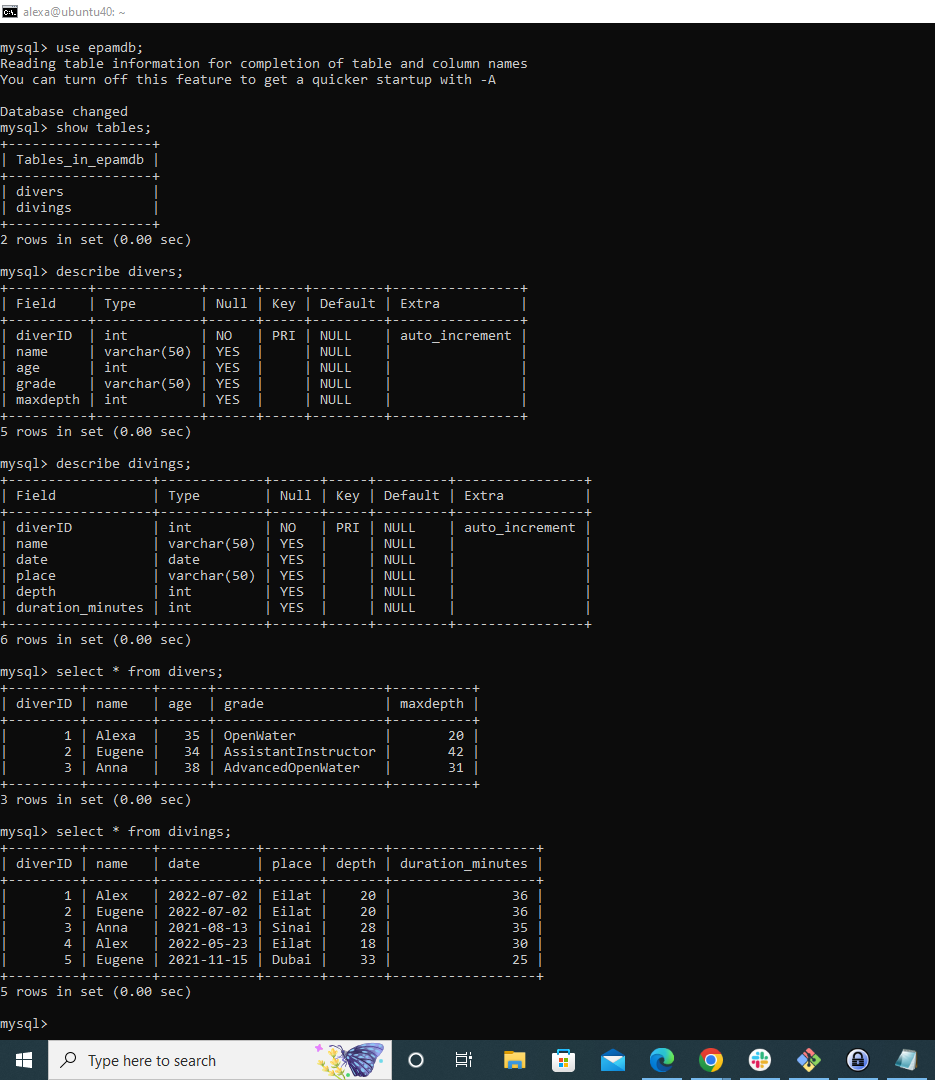 alexa@ubuntu40: ~
mysql> use epamdb;
Reading table information for completion of table and column names
You can turn off this feature to get a quicker startup with -A
Database changed
mysql> show tables;
+------------------+
| Tables_in_epamdb |
+------------------+
| divers           |
| divings          |
+------------------+
2 rows in set (0.00 sec)
mysql> describe divers;
+----------+-------------+------+-----+---------+----------------+
| Field    | Type        | Null | Key | Default | Extra          |
+----------+-------------+------+-----+---------+----------------+
| diverID  | int         | NO   | PRI | NULL    | auto_increment |
| name     | varchar(50) | YES  |     | NULL    |                |
| age      | int         | YES  |     | NULL    |                |
| grade    | varchar(50) | YES  |     | NULL    |                |
| maxdepth | int         | YES  |     | NULL    |                |
+----------+-------------+------+-----+---------+----------------+
5 rows in set (0.00 sec)
mysql> describe divings;
+------------------+-------------+------+-----+---------+----------------+
| Field            | Type        | Null | Key | Default | Extra          |
+------------------+-------------+------+-----+---------+----------------+
| diverID          | int         | NO   | PRI | NULL    | auto_increment |
| name             | varchar(50) | YES  |     | NULL    |                |
| date             | date        | YES  |     | NULL    |                |
| place            | varchar(50) | YES  |     | NULL    |                |
| depth            | int         | YES  |     | NULL    |                |
| duration_minutes | int         | YES  |     | NULL    |                |
+------------------+-------------+------+-----+---------+----------------+
6 rows in set (0.00 sec)
mysql> select * from divers;
+---------+--------+------+---------------------+----------+
| diverID | name   | age  | grade               | maxdepth |
+---------+--------+------+---------------------+----------+
|       1 | Alexa  |   35 | OpenWater           |       20 |
|       2 | Eugene |   34 | AssistantInstructor |       42 |
|       3 | Anna   |   38 | AdvancedOpenWater   |       31 |
+---------+--------+------+---------------------+----------+
3 rows in set (0.00 sec)
mysql> select * from divings;
+---------+--------+------------+-------+-------+------------------+
| diverID | name   | date       | place | depth | duration_minutes |
+---------+--------+------------+-------+-------+------------------+
|       1 | Alex   | 2022-07-02 | Eilat |    20 |               36 |
|       2 | Eugene | 2022-07-02 | Eilat |    20 |               36 |
|       3 | Anna   | 2021-08-13 | Sinai |    28 |               35 |
|       4 | Alex   | 2022-05-23 | Eilat |    18 |               30 |
|       5 | Eugene | 2021-11-15 | Dubai |    33 |               25 |
+---------+--------+------------+-------+-------+------------------+
5 rows in set (0.00 sec)
mysql>
Type here to search